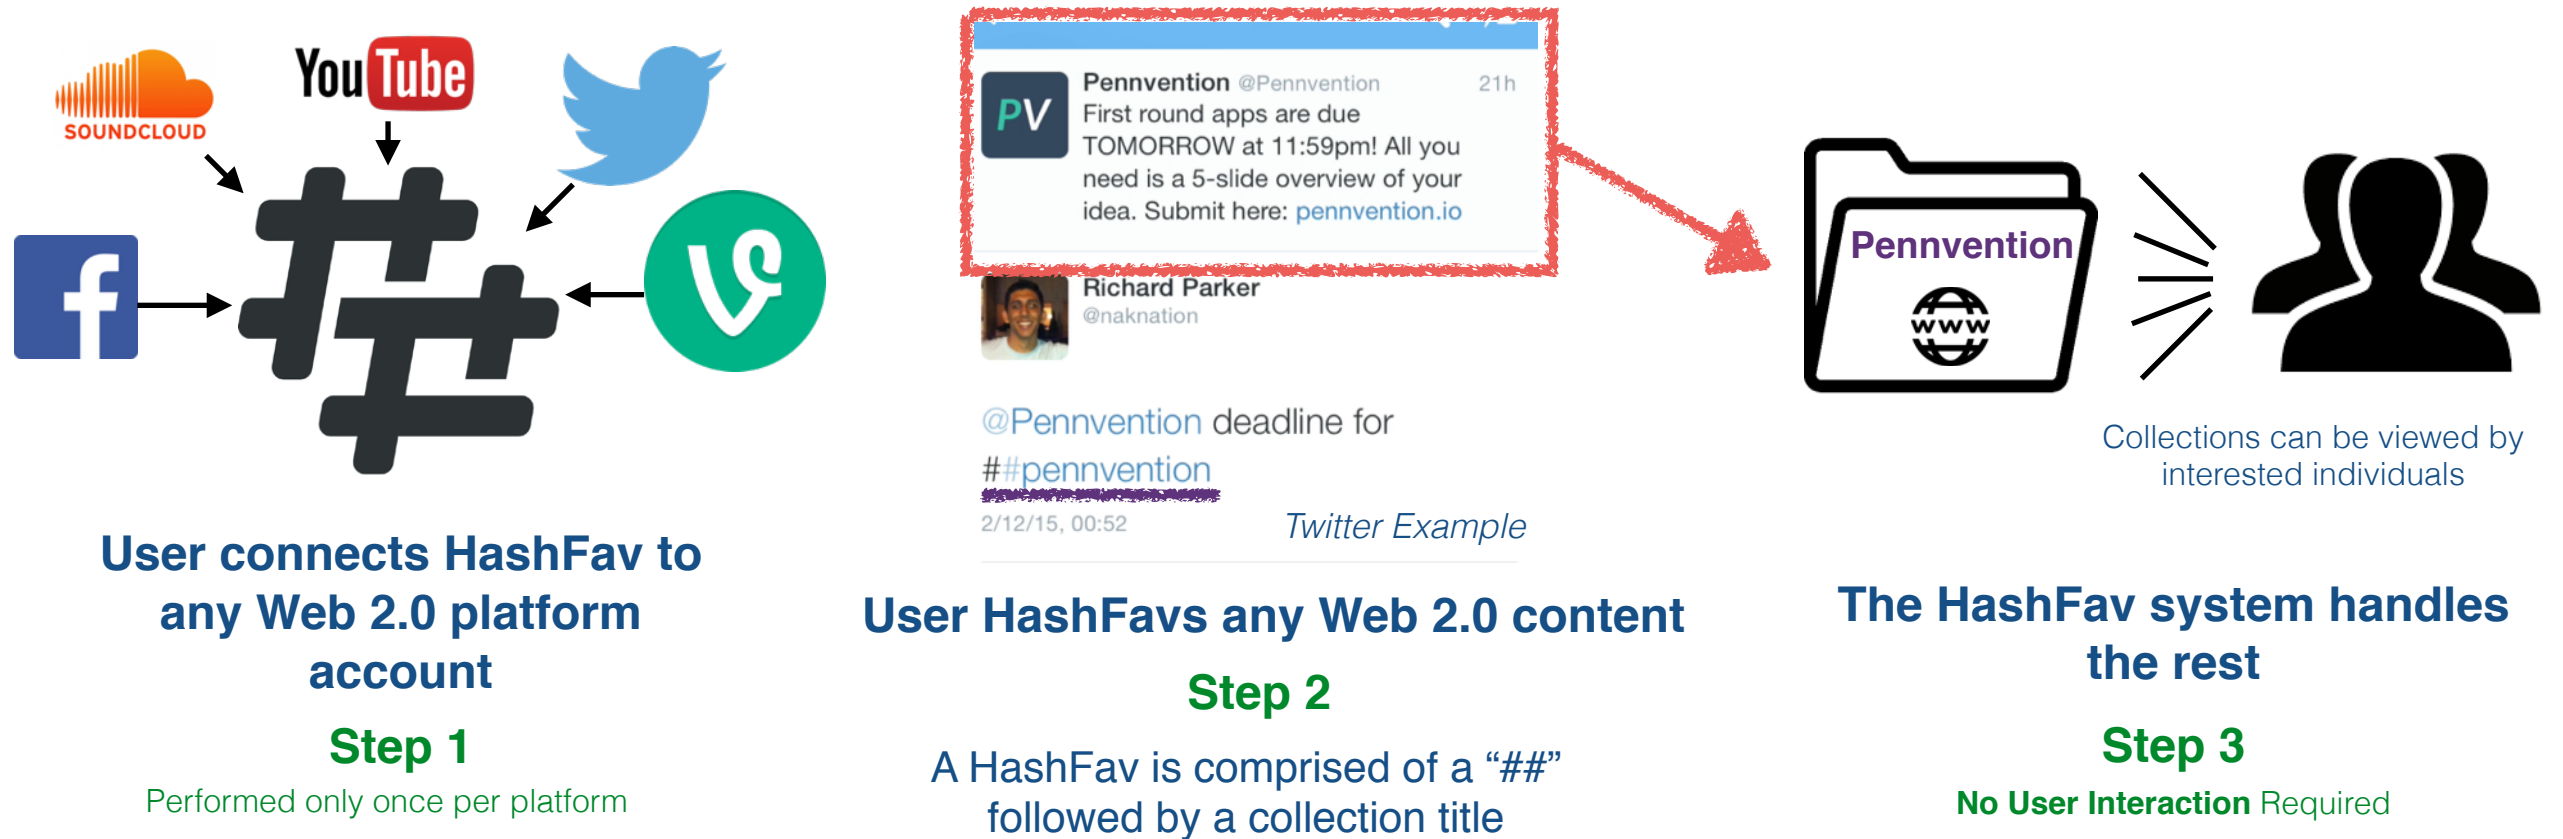 SOUNDCLOUD
YouTube
f
User connects HashFav to
any Web 2.0 platform
account
Step 1
Performed only once per platform
PV
Pennvention @Pennvention 21h
First round apps are due
TOMORROW at 11:59pm! All you
need is a 5-slide overview of your
idea. Submit here: pennvention.io
Richard Parker
@naknation
@Pennvention deadline for
##pennvention
2/12/15, 00:52
Twitter Example
User HashFavs any Web 2.0 content
Step 2
A HashFav is comprised of a “##”
followed by a collection title
Pennvention
www
Collections can be viewed by
interested individuals
The HashFav system handles
the rest
Step 3
No User Interaction Required